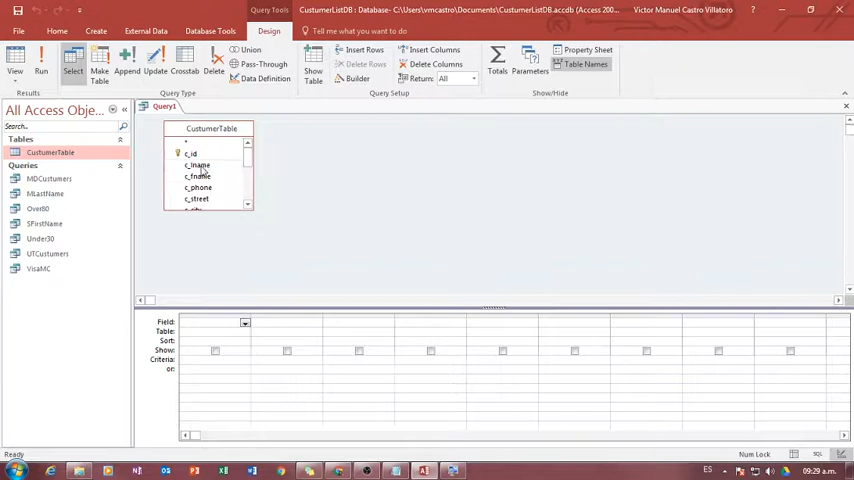 Query Tools
CustumerListDB : Database- C:\Users\vmcastro\Documents\CustumerListDB.accdb (Access 200...
Victor Manuel Castro Villatoro
File Home Create External Data Database Tools Design Tell me what you want to do
View Run
Results
Select Make Table Append Update Crosstab Delete
Union
Pass-Through
Data Definition
Query Type
Show Table
Insert Rows
Delete Rows
Builder
Insert Columns
Delete Columns
Return: All
Query Setup
Totals Parameters
Property Sheet
Table Names
Show/Hide
All Access Obje...
Search...
Tables
CustumerTable
Queries
MDCustumers
MLastName
Over80
SFirstName
Under30
UTCustumers
VisaMC
Query1
CustumerTable
*
c_id
c_lname
c_fname
c_phone
c_street
c_city
Field:
Table:
Sort:
Show:
Criteria:
or:
Ready
Num Lock
SQL
ES
09:29 a.m.